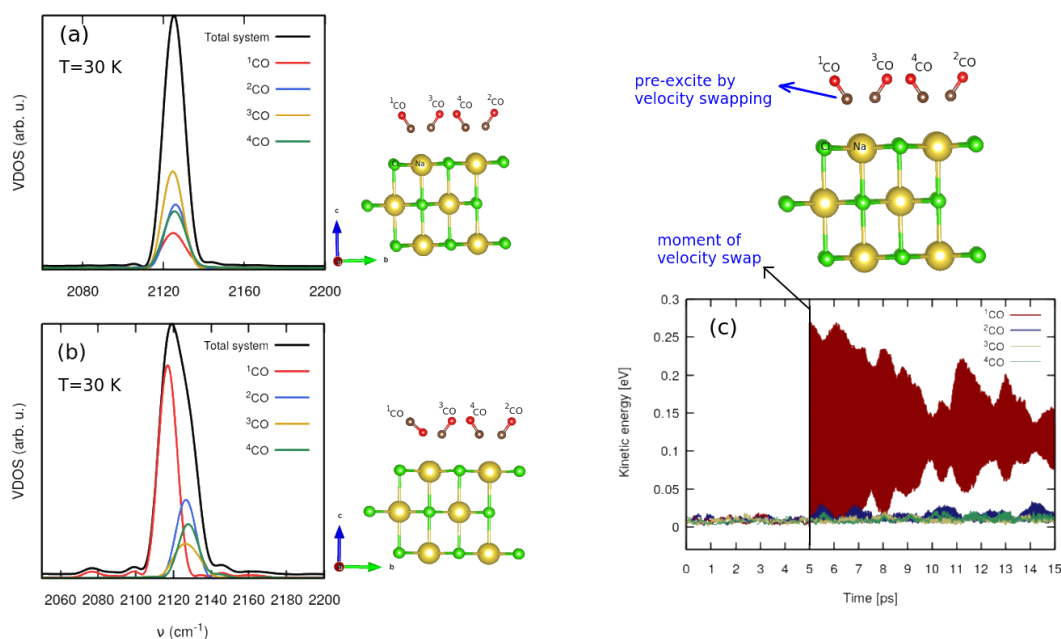 (a)
T=30 K
Total system
¹CO
²CO
³CO
⁴CO
VDOS (arb. u.)
2080 2120 2160 2200
¹CO ³CO ⁴CO ²CO
Cl Na
c
b
(b)
T=30 K
Total system
¹CO
²CO
³CO
⁴CO
VDOS (arb. u.)
2060 2080 2100 2120 2140 2160 2180 2200
ν (cm⁻¹)
¹CO ³CO ⁴CO ²CO
c
b
pre-excite by
velocity swapping
¹CO ³CO ⁴CO ²CO
Cl Na
moment of
velocity swap
(c)
¹CO
²CO
³CO
⁴CO
Kinetic energy [eV]
0.3
0.25
0.2
0.15
0.1
0.05
0
0 1 2 3 4 5 6 7 8 9 10 11 12 13 14 15
Time [ps]